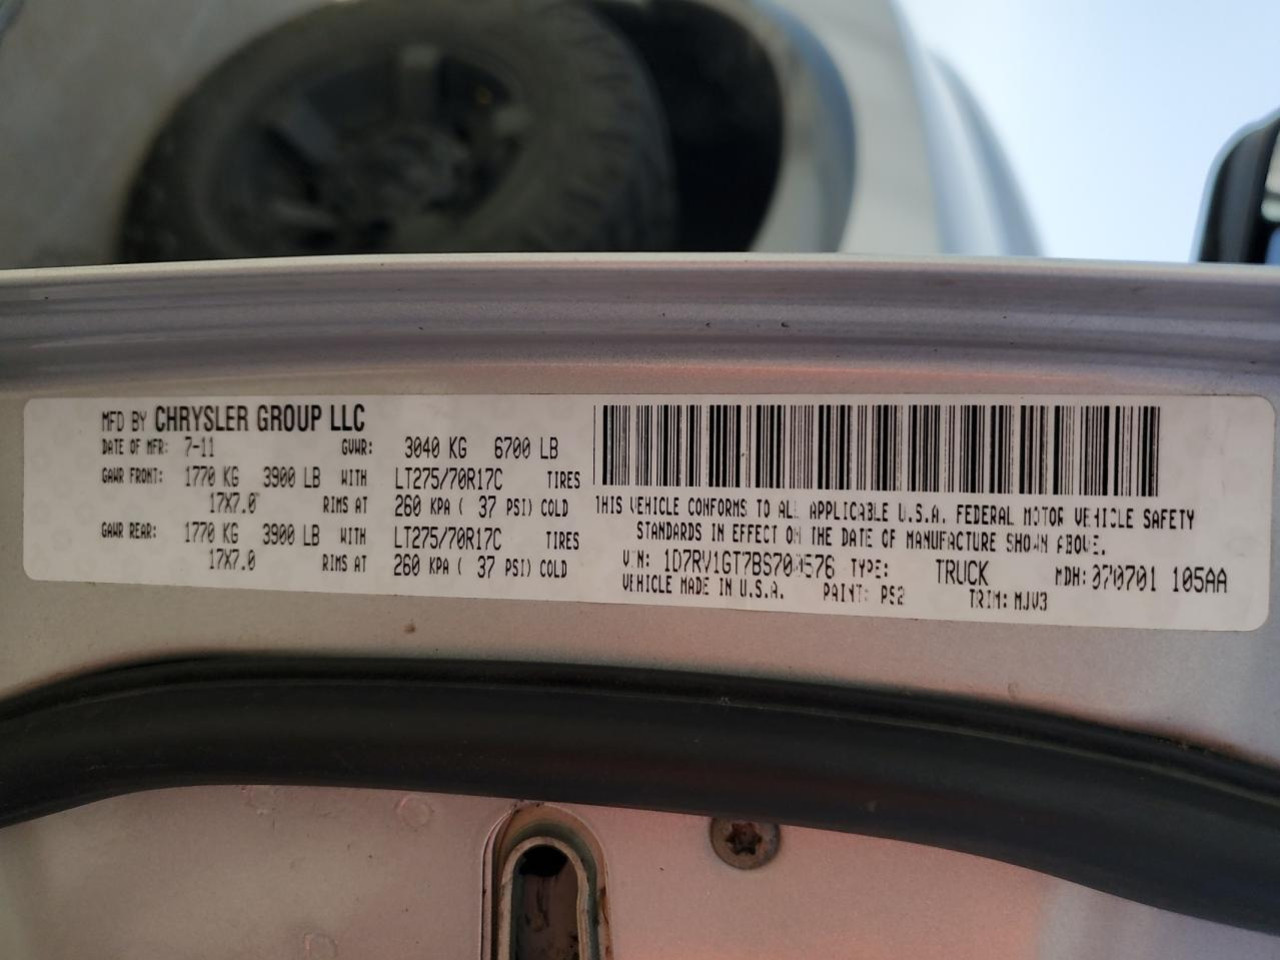 MFD BY CHRYSLER GROUP LLC
DATE OF MFR: 7-11 GVWR: 3040 KG 6700 LB
GAWR FRONT: 1770 KG 3900 LB WITH LT275/70R17C TIRES
17X7.0 RIMS AT 260 KPA ( 37 PSI) COLD
GAWR REAR: 1770 KG 3900 LB WITH LT275/70R17C TIRES
17X7.0 RIMS AT 260 KPA ( 37 PSI) COLD
THIS VEHICLE CONFORMS TO ALL APPLICABLE U.S.A. FEDERAL MOTOR VEHICLE SAFETY
STANDARDS IN EFFECT ON THE DATE OF MANUFACTURE SHOWN ABOVE.
VIN: TYPE: TRUCK MDH: 070701 105AA
VEHICLE MADE IN U.S.A. PAINT: PS2 TRIM: MJV3